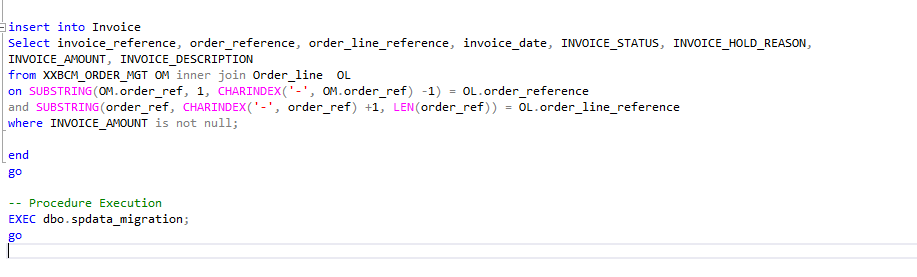 insert into Invoice
Select invoice_reference, order_reference, order_line_reference, invoice_date, INVOICE_STATUS, INVOICE_HOLD_REASON,
INVOICE_AMOUNT, INVOICE_DESCRIPTION
from XXBCM_ORDER_MGT OM inner join Order_line  OL
on SUBSTRING(OM.order_ref, 1, CHARINDEX('-', OM.order_ref) -1) = OL.order_reference
and SUBSTRING(order_ref, CHARINDEX('-', order_ref) +1, LEN(order_ref)) = OL.order_line_reference
where INVOICE_AMOUNT is not null;
end
go
-- Procedure Execution
EXEC dbo.spdata_migration;
go